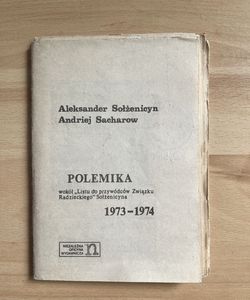 Aleksander Sołżenicyn
Andriej Sacharow
POLEMIKA
wokół „Listu do przywódców Związku
Radzieckiego" Sołżenicyna
1973-1974
NIEZALEŻNA
OFICYNA
WYDAWNICZA
n